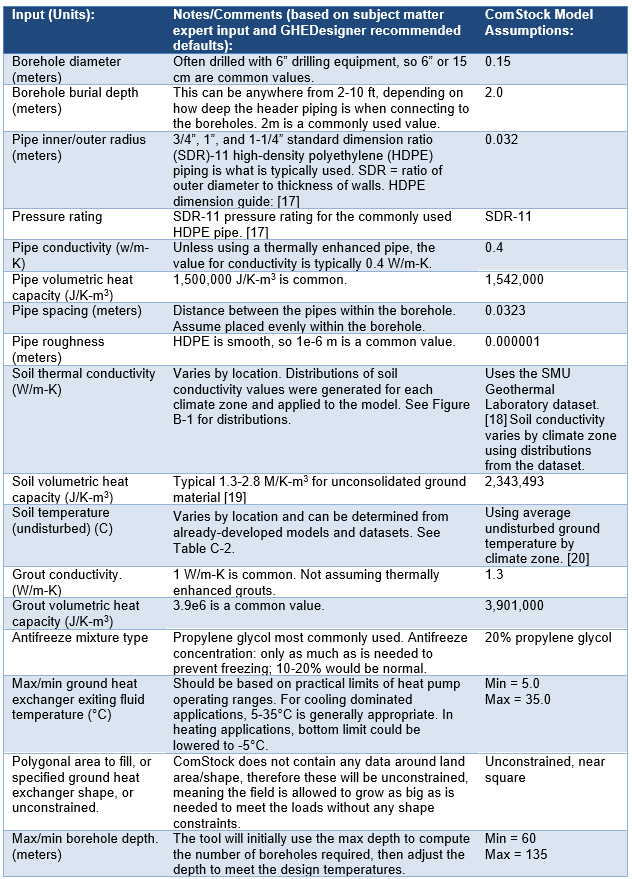 Input (Units):
Notes/Comments (based on subject matter
expert input and GHEDesigner recommended
defaults):
ComStock Model
Assumptions:
Borehole diameter
(meters)
Often drilled with 6” drilling equipment, so 6” or 15
cm are common values.
0.15
Borehole burial depth
(meters)
This can be anywhere from 2-10 ft, depending on
how deep the header piping is when connecting to
the boreholes. 2m is a commonly used value.
2.0
Pipe inner/outer radius
(meters)
3/4”, 1”, and 1-1/4” standard dimension ratio
(SDR)-11 high-density polyethylene (HDPE)
piping is what is typically used. SDR = ratio of
outer diameter to thickness of walls. HDPE
dimension guide: [17]
0.032
Pressure rating
SDR-11 pressure rating for the commonly used
HDPE pipe. [17]
SDR-11
Pipe conductivity (w/m-
K)
Unless using a thermally enhanced pipe, the
value for conductivity is typically 0.4 W/m-K.
0.4
Pipe volumetric heat
capacity (J/K-m³)
1,500,000 J/K-m³ is common.
1,542,000
Pipe spacing (meters)
Distance between the pipes within the borehole.
Assume placed evenly within the borehole.
0.0323
Pipe roughness
(meters)
HDPE is smooth, so 1e-6 m is a common value.
0.000001
Soil thermal conductivity
(W/m-K)
Varies by location. Distributions of soil
conductivity values were generated for each
climate zone and applied to the model. See Figure
B-1 for distributions.
Uses the SMU
Geothermal
Laboratory dataset.
[18] Soil conductivity
varies by climate zone
using distributions
from the dataset.
Soil volumetric heat
capacity (J/K-m³)
Typical 1.3-2.8 M/K-m³ for unconsolidated ground
material [19]
2,343,493
Soil temperature
(undisturbed) (C)
Varies by location and can be determined from
already-developed models and datasets. See
Table C-2.
Using average
undisturbed ground
temperature by
climate zone. [20]
Grout conductivity.
(W/m-K)
1 W/m-K is common. Not assuming thermally
enhanced grouts.
1.3
Grout volumetric heat
capacity (J/K-m³)
3.9e6 is a common value.
3,901,000
Antifreeze mixture type
Propylene glycol most commonly used. Antifreeze
concentration: only as much as is needed to
prevent freezing; 10-20% would be normal.
20% propylene glycol
Max/min ground heat
exchanger exiting fluid
temperature (°C)
Should be based on practical limits of heat pump
operating ranges. For cooling dominated
applications, 5-35°C is generally appropriate. In
heating applications, bottom limit could be
lowered to -5°C.
Min = 5.0
Max = 35.0
Polygonal area to fill, or
specified ground heat
exchanger shape, or
unconstrained.
ComStock does not contain any data around land
area/shape, therefore these will be unconstrained,
meaning the field is allowed to grow as big as is
needed to meet the loads without any shape
constraints.
Unconstrained, near
square
Max/min borehole depth.
(meters)
The tool will initially use the max depth to compute
the number of boreholes required, then adjust the
depth to meet the design temperatures.
Min = 60
Max = 135